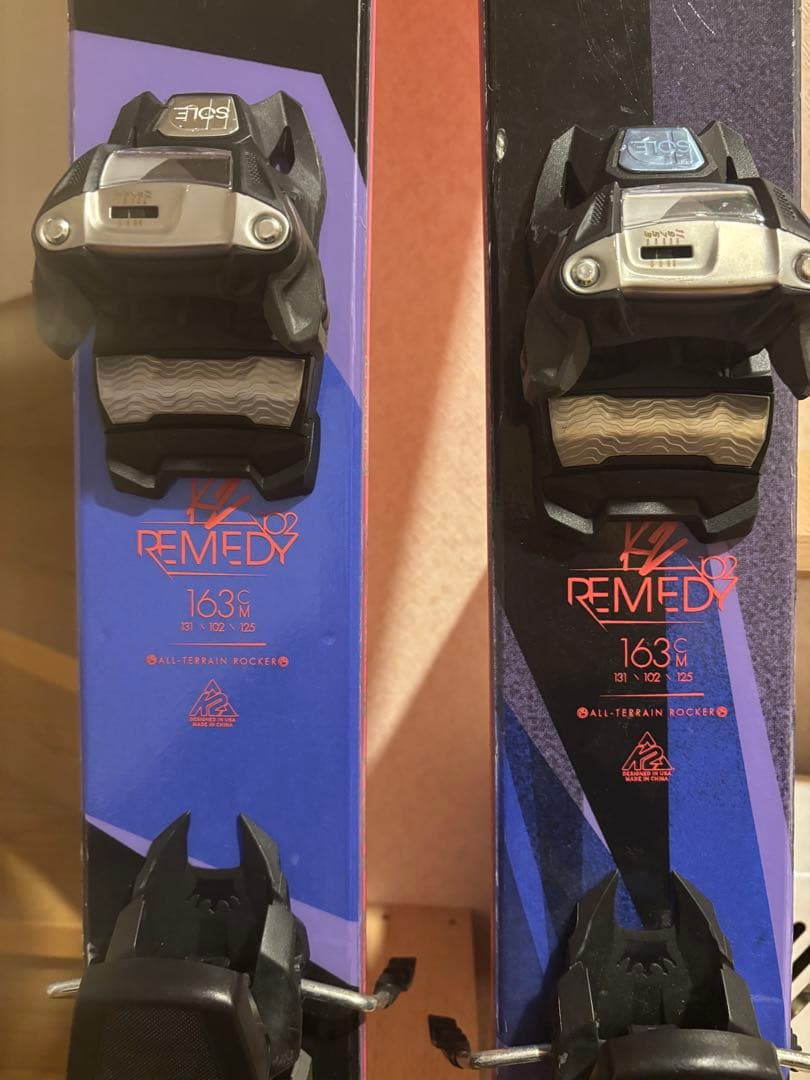 SOLE
K2 102
REMEDY
163 CM
131 \ 102 \ 125
ALL-TERRAIN ROCKER
K2
DESIGNED IN USA
MADE IN CHINA
SOLE
K2 102
REMEDY
163 CM
131 \ 102 \ 125
ALL-TERRAIN ROCKER
K2
DESIGNED IN USA
MADE IN CHINA